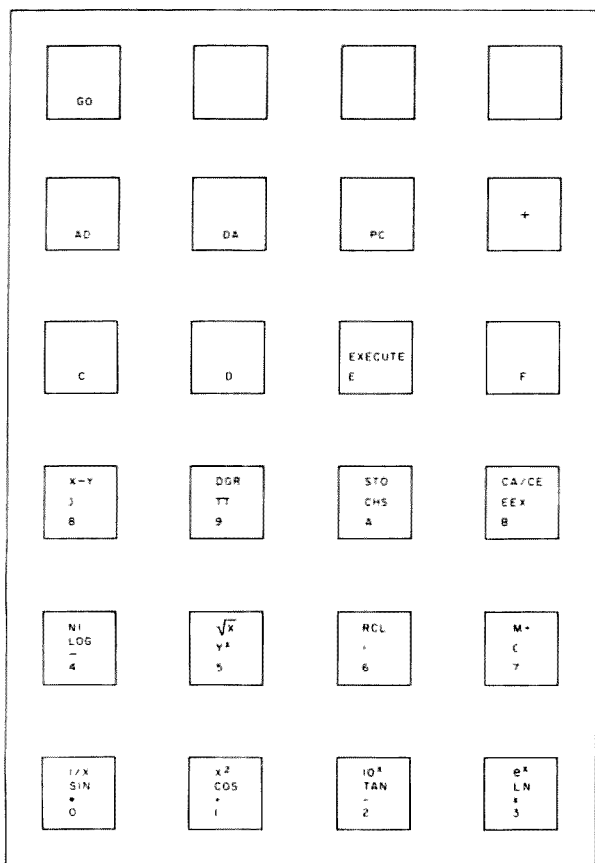 GO
AD
DA
PC
+
C
D
EXECUTE
E
F
X-Y
)
8
DGR
π
9
STO
CHS
A
CA/CE
EEX
B
N!
LOG
4
√x
Yˣ
5
RCL
6
M+
(
7
1/X
SIN
0
X²
COS
1
10ˣ
TAN
-
2
eˣ
LN
3